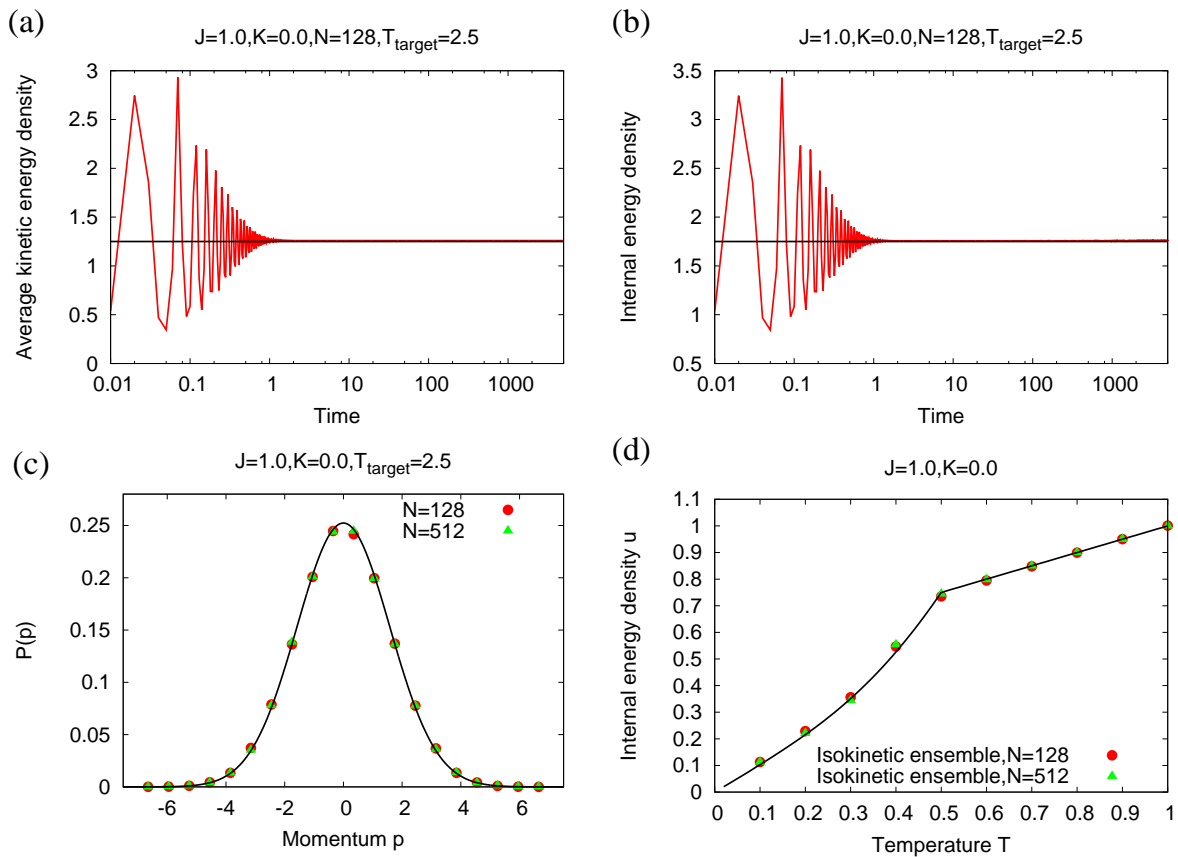 (a)
J=1.0,K=0.0,N=128,T_target=2.5
Average kinetic energy density
3
2.5
2
1.5
1
0.5
0
0.01 0.1 1 10 100 1000
Time
(b)
J=1.0,K=0.0,N=128,T_target=2.5
Internal energy density
3.5
3
2.5
2
1.5
1
0.5
0.01 0.1 1 10 100 1000
Time
(c)
J=1.0,K=0.0,T_target=2.5
N=128
N=512
P(p)
0.25
0.2
0.15
0.1
0.05
0
-6 -4 -2 0 2 4 6
Momentum p
(d)
J=1.0,K=0.0
Internal energy density u
1.1
1
0.9
0.8
0.7
0.6
0.5
0.4
0.3
0.2
0.1
0
Isokinetic ensemble,N=128
Isokinetic ensemble,N=512
0 0.1 0.2 0.3 0.4 0.5 0.6 0.7 0.8 0.9 1
Temperature T